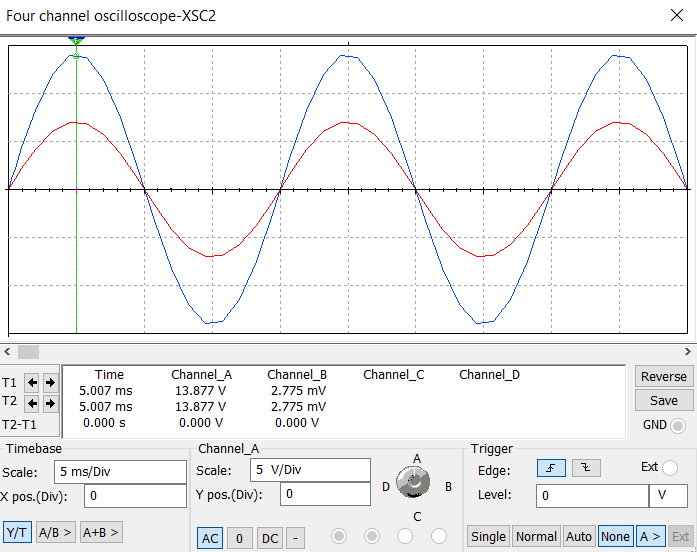 Four channel oscilloscope-XSC2
Time Channel_A Channel_B Channel_C Channel_D
T1 5.007 ms 13.877 V 2.775 mV
T2 5.007 ms 13.877 V 2.775 mV
T2-T1 0.000 s 0.000 V 0.000 V
Reverse
Save
GND
Timebase
Scale: 5 ms/Div
X pos.(Div): 0
Y/T A/B > A+B >
Channel_A
Scale: 5 V/Div
Y pos.(Div): 0
AC 0 DC -
A
D B
C
Trigger
Edge: Ext
Level: 0 V
Single Normal Auto None A > Ext